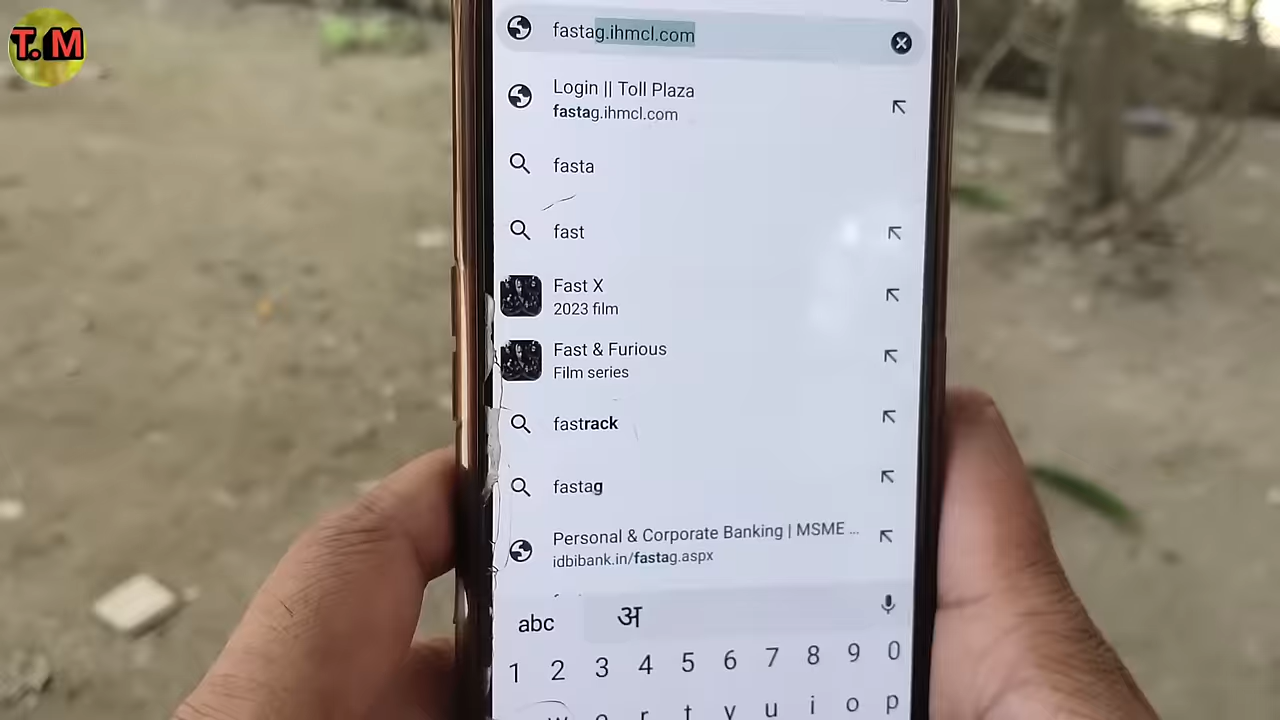 T. M
fastag.ihmcl.com
Login || Toll Plaza
fastag.ihmcl.com
fasta
fast
Fast X
2023 film
Fast & Furious
Film series
fastrack
fastag
Personal & Corporate Banking | MSME ...
idbibank.in/fastag.aspx
abc अ
1 2 3 4 5 6 7 8 9 0
w e r t y u i o p